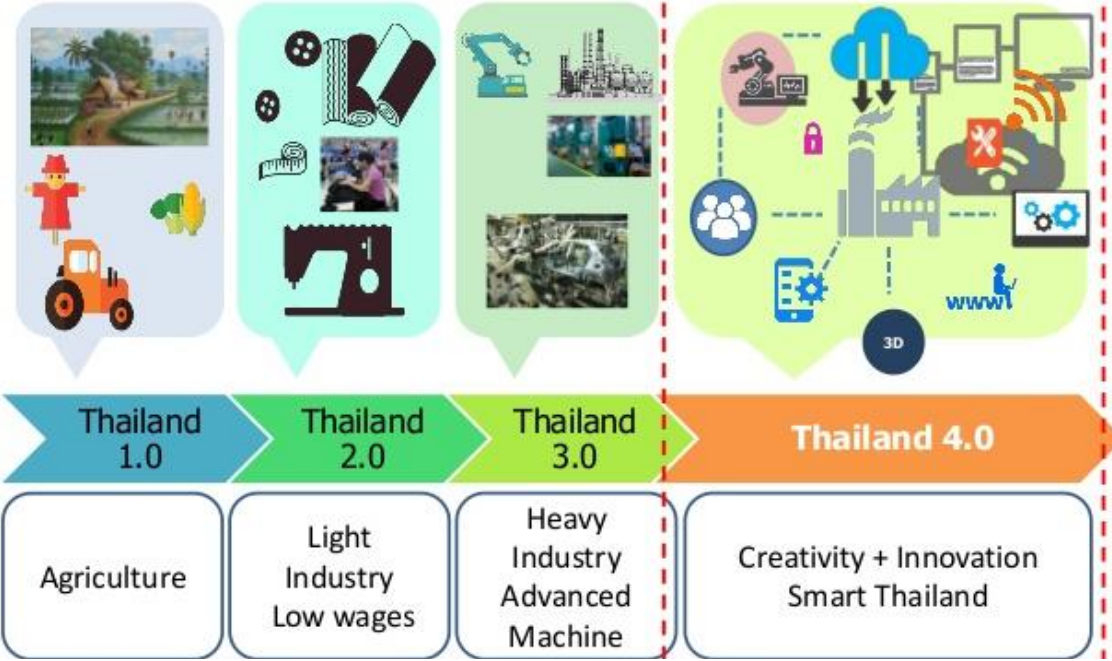 www
3D
Thailand
1.0
Thailand
2.0
Thailand
3.0
Thailand 4.0
Agriculture
Light
Industry
Low wages
Heavy
Industry
Advanced
Machine
Creativity + Innovation
Smart Thailand